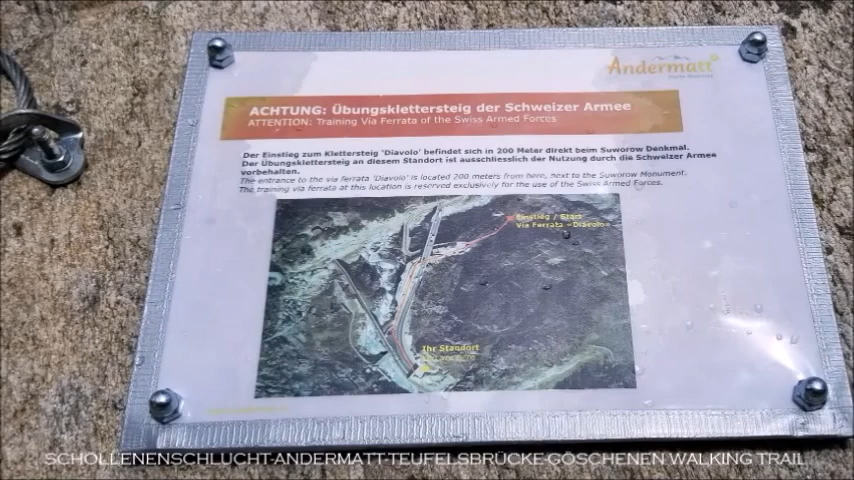 Andermatt
ACHTUNG: Übungsklettersteig der Schweizer Armee
ATTENTION: Training Via Ferrata of the Swiss Armed Forces
Der Einstieg zum Klettersteig 'Diavolo' befindet sich in 200 Meter direkt beim Suworow Denkmal.
Der Übungsklettersteig an diesem Standort ist ausschliesslich der Nutzung durch die Schweizer Armee
vorbehalten.
The entrance to the via ferrata 'Diavolo' is located 200 meters from here, next to the Suworow Monument.
The training via ferrata at this location is reserved exclusively for the use of the Swiss Armed Forces.
Einstieg / Start
Via Ferrata «Diavolo»
Ihr Standort
SCHOLLENENSCHLUCHT-ANDERMATT-TEUFELSBRÜCKE-GÖSCHENEN WALKING TRAIL